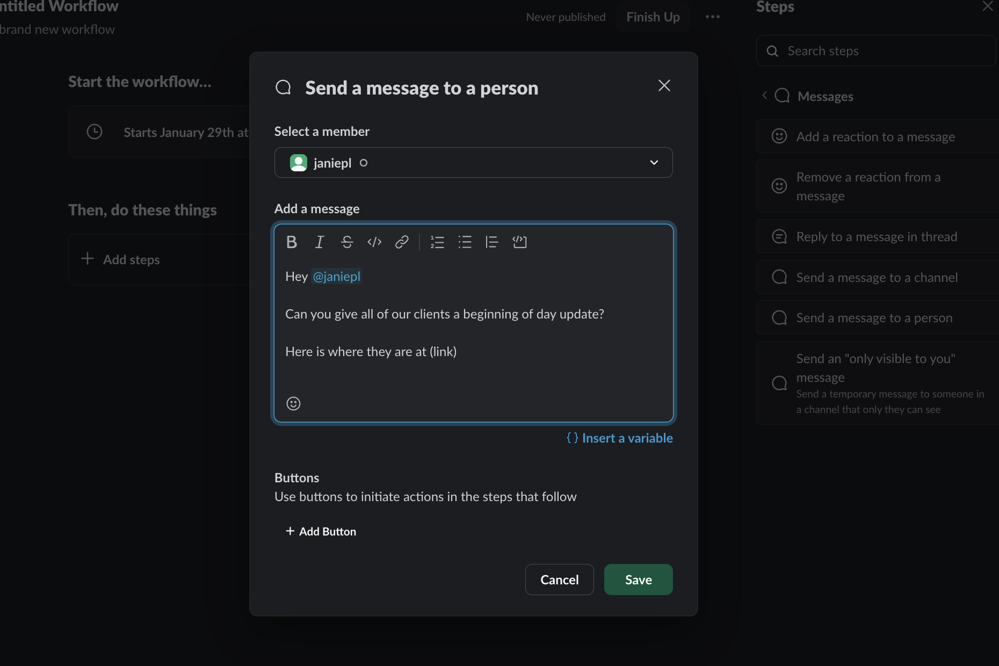 ntitled Workflow
brand new workflow
Never published
Finish Up
Start the workflow...
Starts January 29th at
Then, do these things
Add steps
Send a message to a person
Select a member
janiepl
Add a message
Hey @janiepl
Can you give all of our clients a beginning of day update?
Here is where they are at (link)
{} Insert a variable
Buttons
Use buttons to initiate actions in the steps that follow
+ Add Button
Cancel
Save
Steps
Search steps
Messages
Add a reaction to a message
Remove a reaction from a
message
Reply to a message in thread
Send a message to a channel
Send a message to a person
Send an "only visible to you"
message
Send a temporary message to someone in
a channel that only they can see